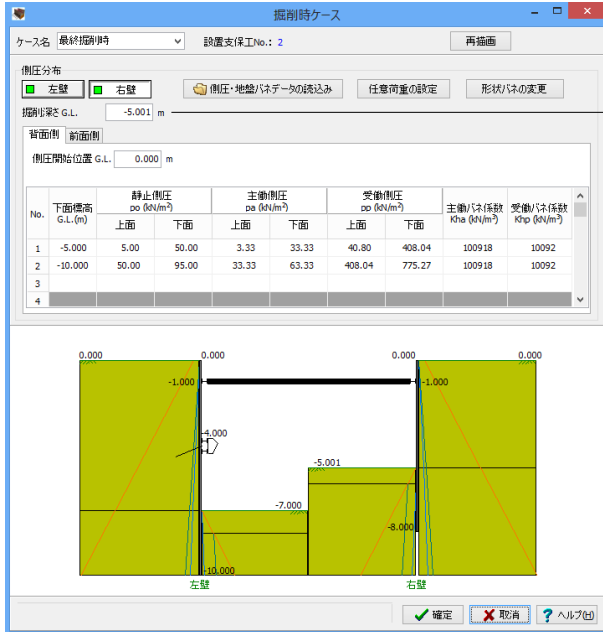 掘削時ケース
ケース名 最終掘削時 設置支保工No.: 2 再描画
側圧分布
左壁 右壁 側圧・地盤バネデータの読込み 任意荷重の設定 形状バネの変更
掘削深さ G.L. -5.001 m
背面側 前面側
側圧開始位置 G.L. 0.000 m
No. 下面標高 G.L.(m) 静止側圧 po (kN/m²) 主働側圧 pa (kN/m²) 受働側圧 pp (kN/m²) 主働バネ係数 Kha (kN/m³) 受働バネ係数 Khp (kN/m³)
上面 下面 上面 下面 上面 下面
1 -5.000 5.00 50.00 3.33 33.33 40.80 408.04 100918 10092
2 -10.000 50.00 95.00 33.33 63.33 408.04 775.27 100918 10092
3
4
0.000 0.000 0.000 0.000
-1.000 -1.000
-4.000
-5.001
-7.000
-8.000
-10.000
左壁 右壁
確定 取消 ヘルプ(H)